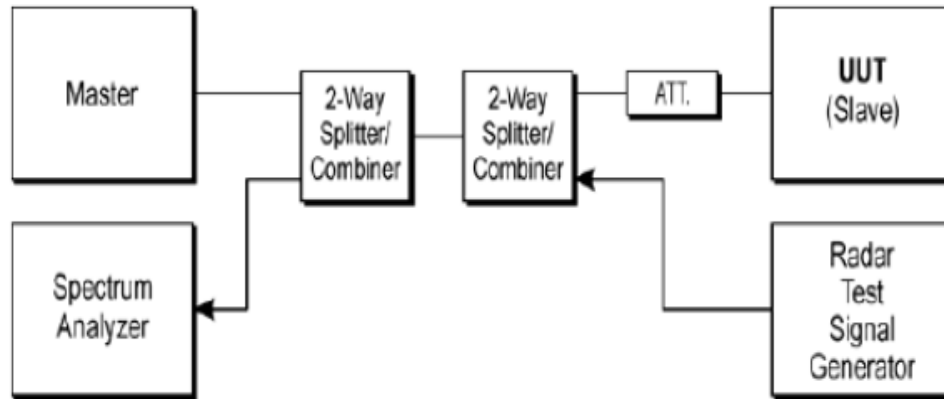 Master
2-Way
Splitter/
Combiner
2-Way
Splitter/
Combiner
ATT.
UUT
(Slave)
Spectrum
Analyzer
Radar
Test
Signal
Generator